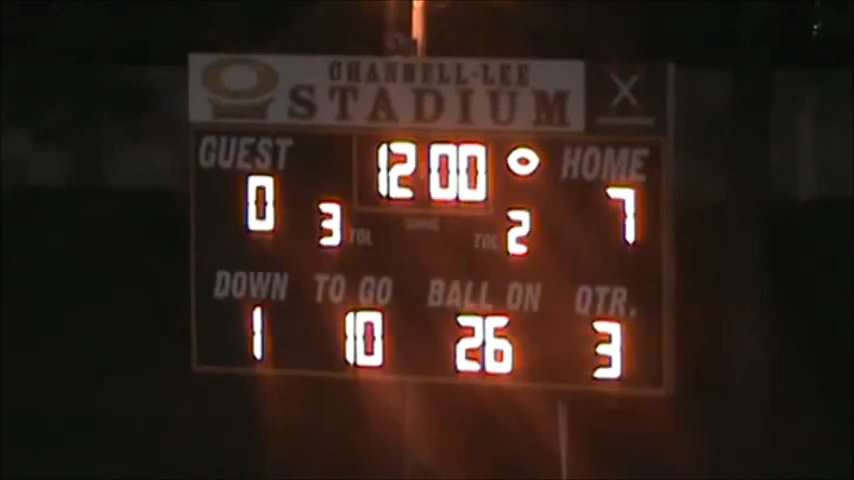 CHANNELL-LEE
STADIUM
GUEST 12 00 HOME
0 3 TOL TOL 2 7
DOWN TO GO BALL ON QTR.
1 10 26 3